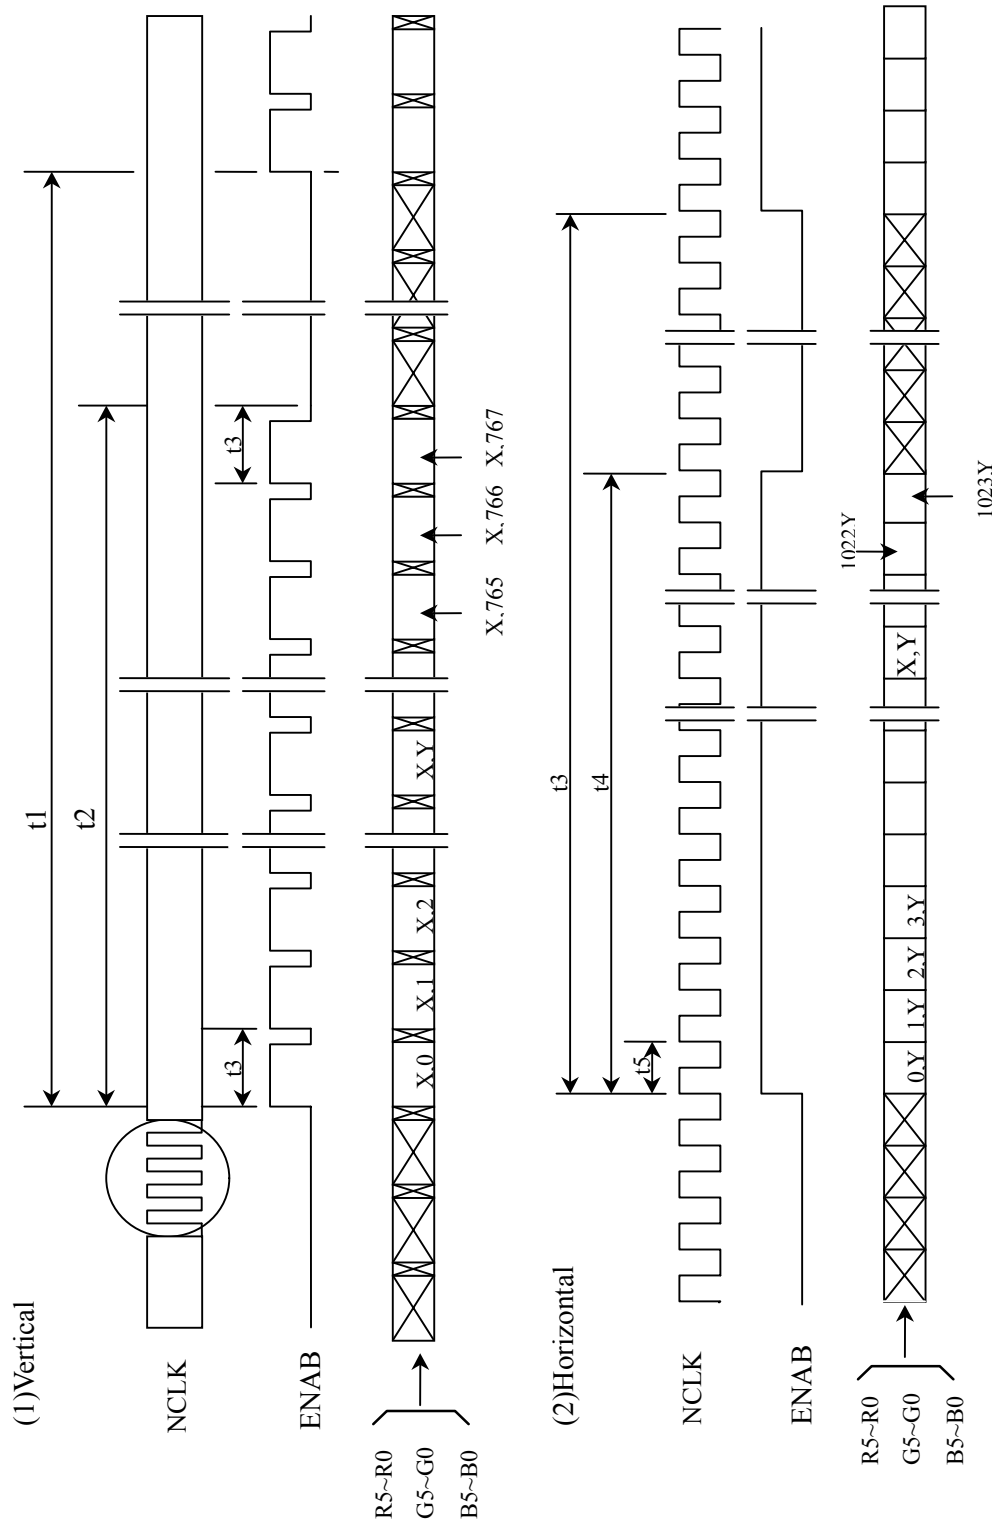 (1)Vertical
t1
t2
NCLK
t3
t3
ENAB
R5~R0
G5~G0
B5~B0
X.0
X.1
X.2
X.Y
X.765
X.766
X.767
(2)Horizontal
t3
t4
t5
NCLK
ENAB
R5~R0
G5~G0
B5~B0
0.Y
1.Y
2.Y
3.Y
X,Y
1022Y
1023Y